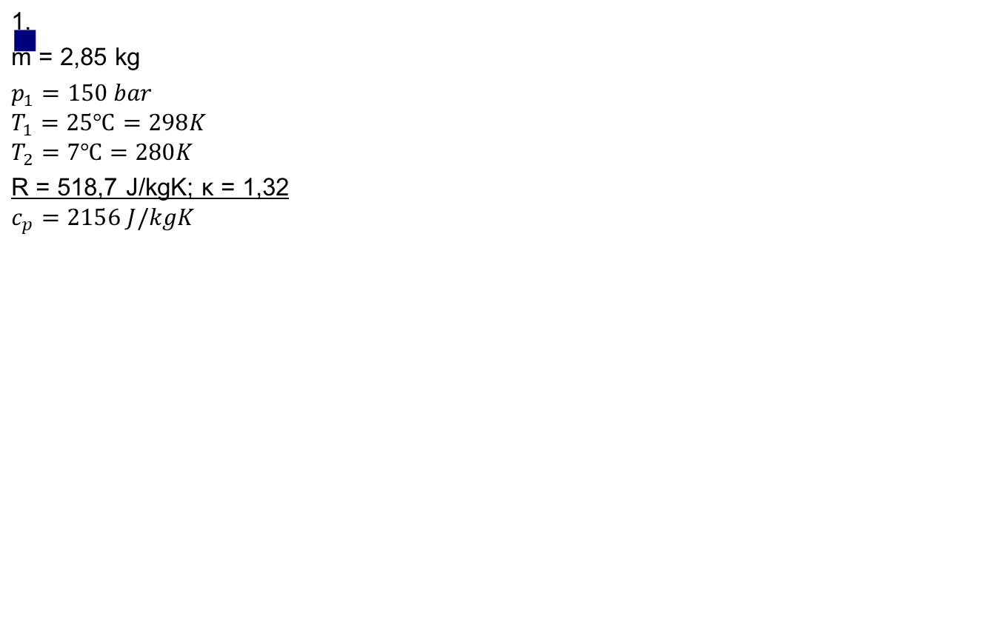 1.
m = 2,85 kg
p₁ = 150 bar
T₁ = 25℃ = 298K
T₂ = 7℃ = 280K
R = 518,7 J/kgK; κ = 1,32
cₚ = 2156 J/kgK